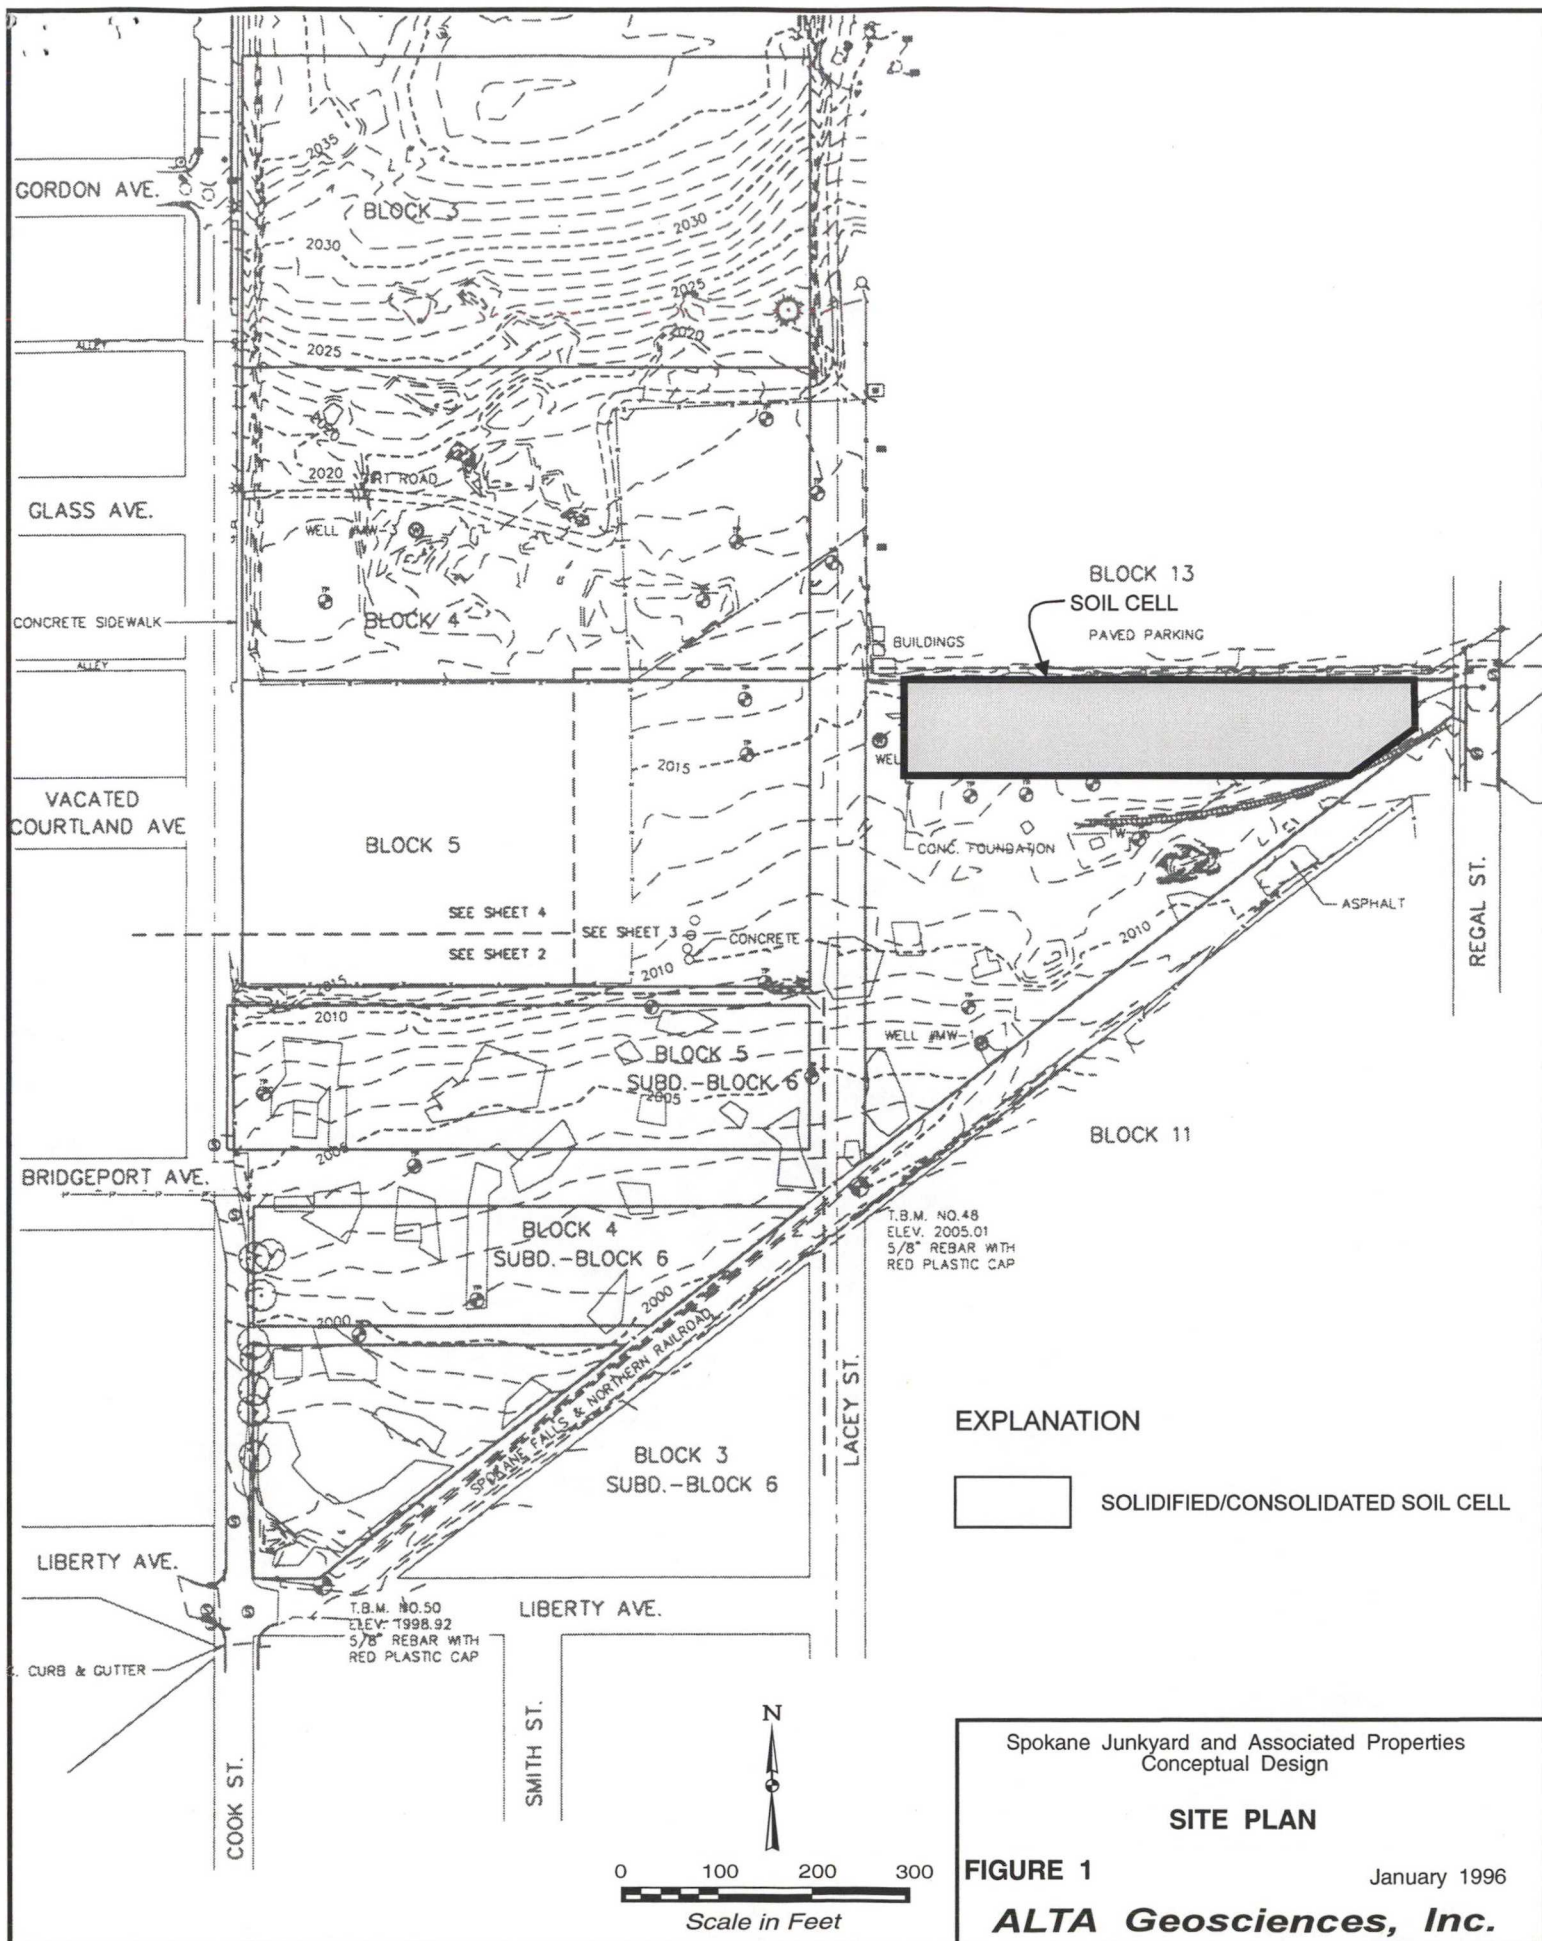 2035
GORDON AVE.
BLOCK 3
2030
2030
2025
2020
ALLEY
2025
2020
DIRT ROAD
GLASS AVE.
WELL #MW-3
BLOCK 13
SOIL CELL
CONCRETE SIDEWALK
BLOCK 4
PAVED PARKING
BUILDINGS
ALLEY
2015
WEL
VACATED
COURTLAND AVE
BLOCK 5
CONC. FOUNDATION
ASPHALT
SEE SHEET 4
SEE SHEET 3
CONCRETE
2010
REGAL ST.
SEE SHEET 2
2010
2015
2010
WELL #MW-1
BLOCK 5
SUBD.-BLOCK 6
2005
BLOCK 11
2005
BRIDGEPORT AVE.
BLOCK 4
SUBD.-BLOCK 6
T.B.M. NO.48
ELEV. 2005.01
5/8" REBAR WITH
RED PLASTIC CAP
2000
2000
SPOKANE FALLS & NORTHERN RAILROAD
LACEY ST.
EXPLANATION
BLOCK 3
SUBD.-BLOCK 6
SOLIDIFIED/CONSOLIDATED SOIL CELL
LIBERTY AVE.
T.B.M. NO.50
ELEV. 1998.92
5/8" REBAR WITH
RED PLASTIC CAP
LIBERTY AVE.
. CURB & GUTTER
COOK ST.
SMITH ST.
N
0 100 200 300
Scale in Feet
Spokane Junkyard and Associated Properties
Conceptual Design
SITE PLAN
FIGURE 1
January 1996
ALTA Geosciences, Inc.